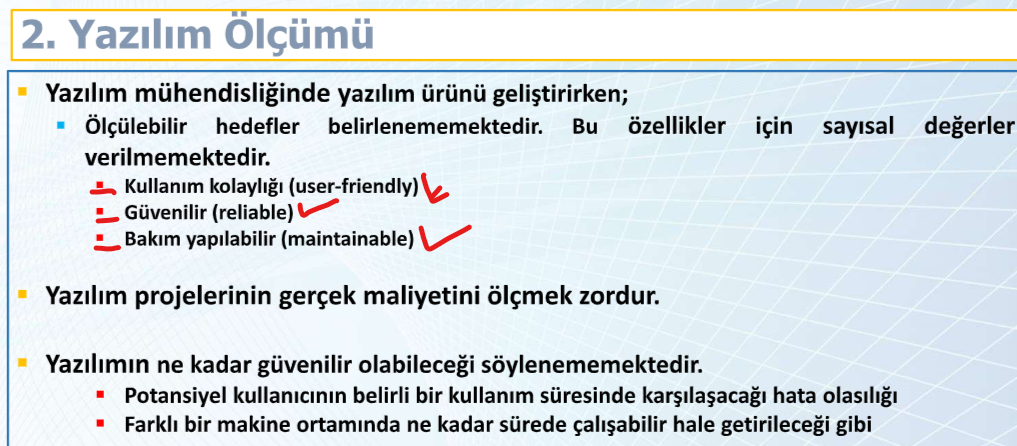 2. Yazılım Ölçümü
Yazılım mühendisliğinde yazılım ürünü geliştirirken;
Ölçülebilir hedefler belirlenememektedir. Bu özellikler için sayısal değerler
verilmemektedir.
Kullanım kolaylığı (user-friendly)
Güvenilir (reliable)
Bakım yapılabilir (maintainable)
Yazılım projelerinin gerçek maliyetini ölçmek zordur.
Yazılımın ne kadar güvenilir olabileceği söylenememektedir.
Potansiyel kullanıcının belirli bir kullanım süresinde karşılaşacağı hata olasılığı
Farklı bir makine ortamında ne kadar sürede çalışabilir hale getirileceği gibi